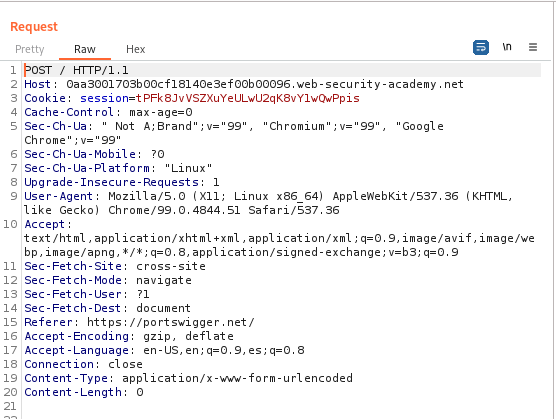 Request
Pretty Raw Hex \n ≡
1 POST / HTTP/1.1
2 Host: 0aa3001703b00cf18140e3ef00b00096.web-security-academy.net
3 Cookie: session=tPFk8JvVSZXuYeULwU2qK8vY1wQwPpis
4 Cache-Control: max-age=0
5 Sec-Ch-Ua: " Not A;Brand";v="99", "Chromium";v="99", "Google
Chrome";v="99"
6 Sec-Ch-Ua-Mobile: ?0
7 Sec-Ch-Ua-Platform: "Linux"
8 Upgrade-Insecure-Requests: 1
9 User-Agent: Mozilla/5.0 (X11; Linux x86_64) AppleWebKit/537.36 (KHTML,
like Gecko) Chrome/99.0.4844.51 Safari/537.36
10 Accept:
text/html,application/xhtml+xml,application/xml;q=0.9,image/avif,image/we
bp,image/apng,*/*;q=0.8,application/signed-exchange;v=b3;q=0.9
11 Sec-Fetch-Site: cross-site
12 Sec-Fetch-Mode: navigate
13 Sec-Fetch-User: ?1
14 Sec-Fetch-Dest: document
15 Referer: https://portswigger.net/
16 Accept-Encoding: gzip, deflate
17 Accept-Language: en-US,en;q=0.9,es;q=0.8
18 Connection: close
19 Content-Type: application/x-www-form-urlencoded
20 Content-Length: 0
21